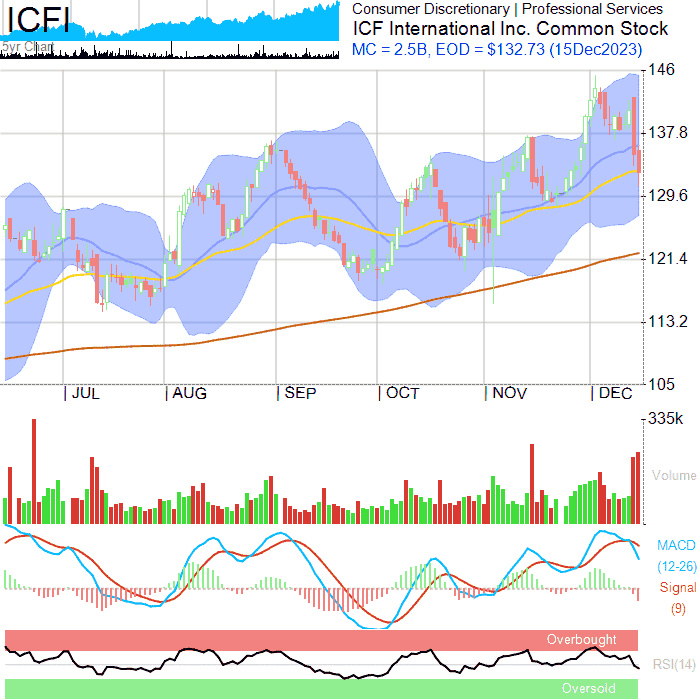 ICFI
5yr Chart
Consumer Discretionary | Professional Services
ICF International Inc. Common Stock
MC = 2.5B, EOD = $132.73 (15Dec2023)
146
137.8
129.6
121.4
113.2
105
JUL AUG SEP OCT NOV DEC
335k
Volume
MACD
(12-26)
Signal
(9)
Overbought
RSI(14)
Oversold